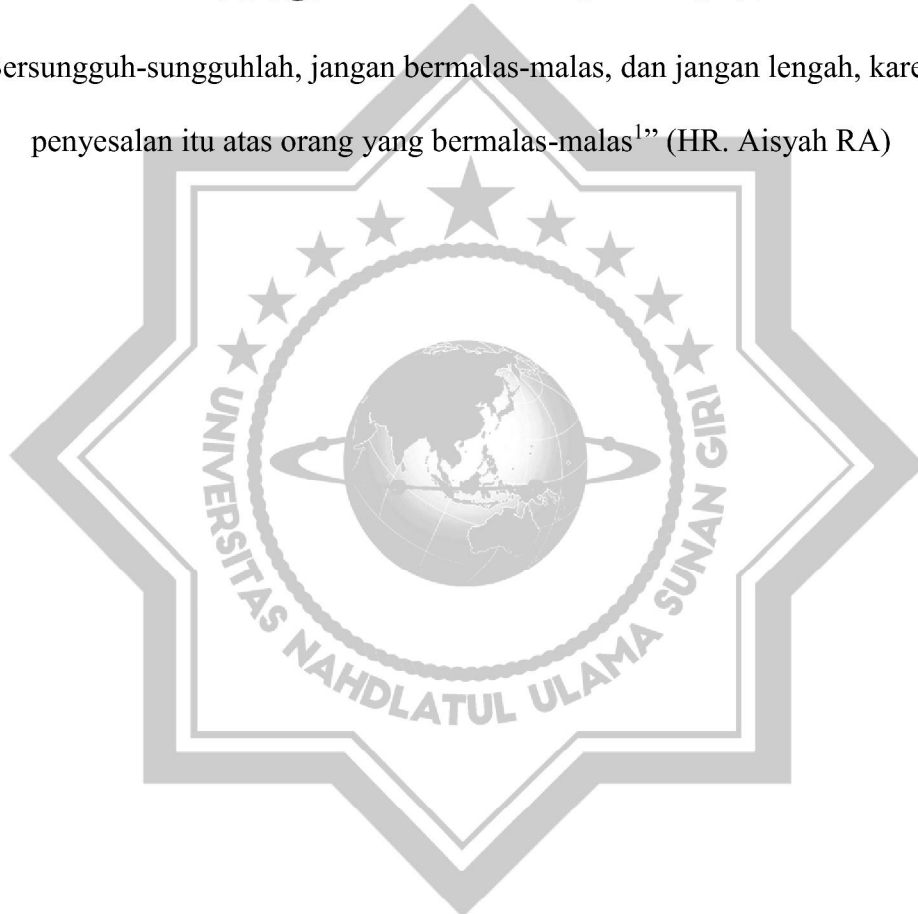 ersungguh-sungguhlah, jangan bermalas-malas, dan jangan lengah, kare
penyesalan itu atas orang yang bermalas-malas¹” (HR. Aisyah RA)
UNIVERSITAS NAHDLATUL ULAMA SUNAN GIRI